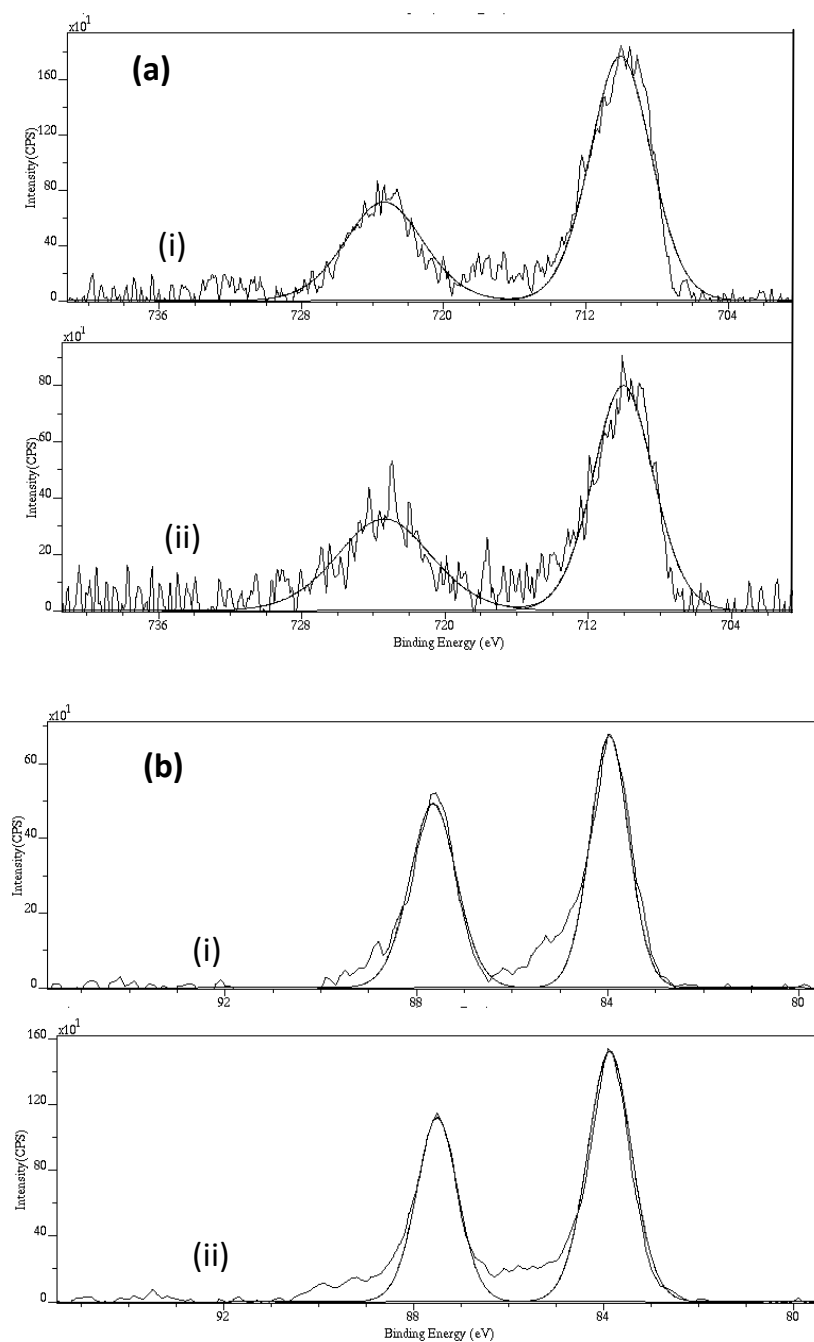 x10¹
(a)
160
120
80
40
0
Intensity(CPS)
(i)
736
728
720
712
704
x10¹
80
60
40
20
0
Intensity(CPS)
(ii)
736
728
720
712
704
Binding Energy (eV)
x10¹
(b)
60
40
20
0
Intensity(CPS)
(i)
92
88
84
80
x10¹
160
120
80
40
0
Intensity(CPS)
(ii)
92
88
84
80
Binding Energy (eV)